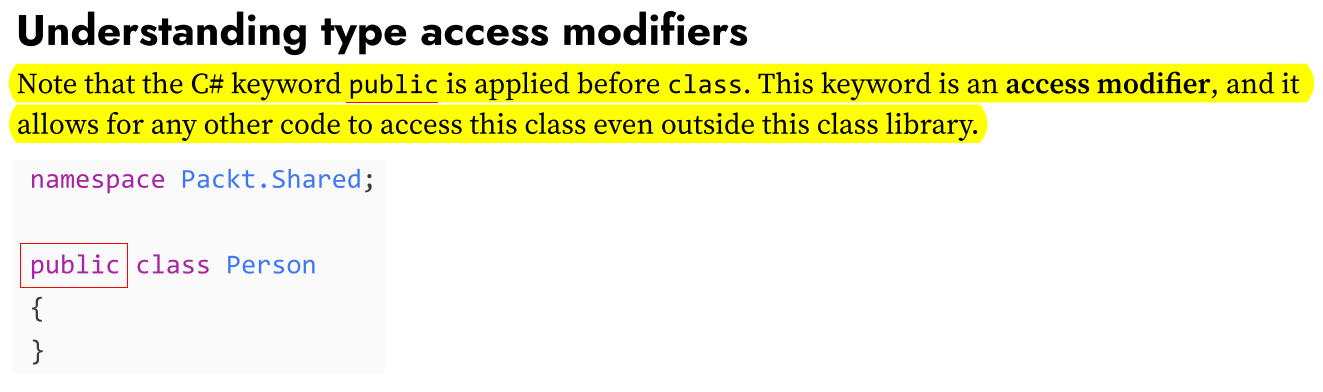 Understanding type access modifiers
Note that the C# keyword public is applied before class. This keyword is an access modifier, and it
allows for any other code to access this class even outside this class library.
namespace Packt.Shared;
public class Person
{
}